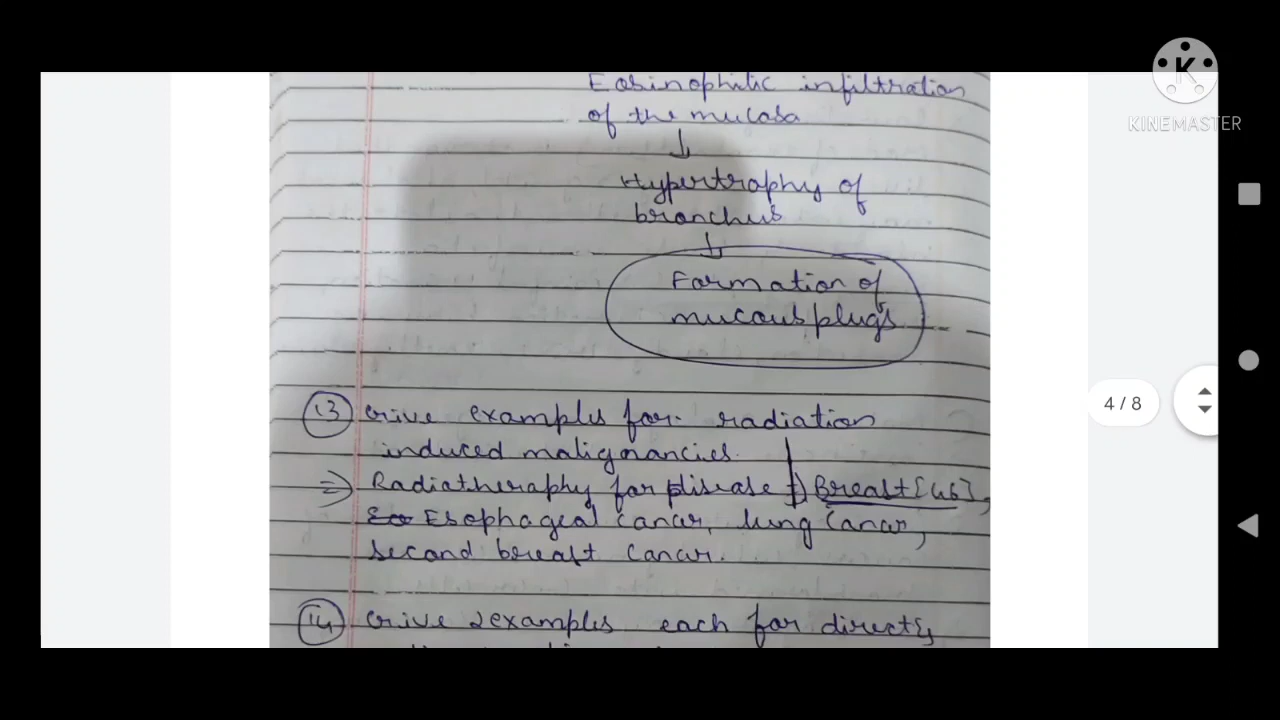 Eosinophilic infiltration
of the mucosa
↓
Hypertrophy of
bronchus
↓
Formation of
mucous plugs
KINEMASTER
4 / 8
13 Give examples for radiation
induced malignancies.
⇒ Radiotheraphy for disease ⇒ Breast
Esophageal cancer, lung cancer,
second breast cancer.
14 Give 2 examples each for direct &